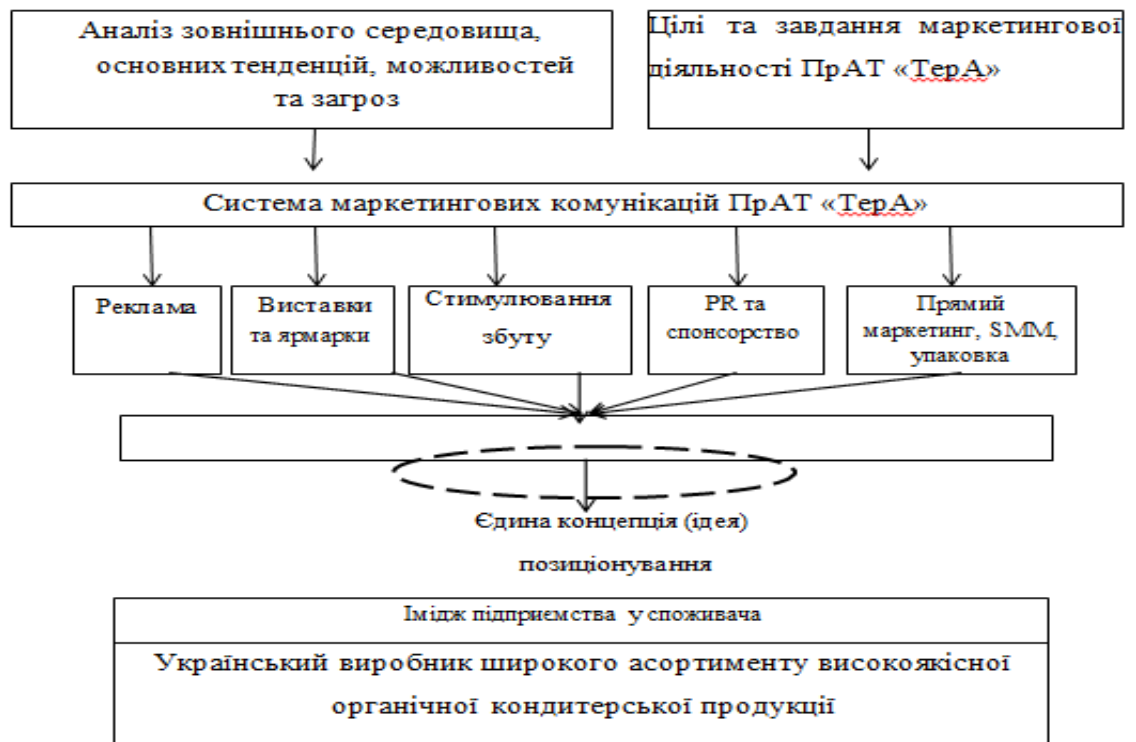 Аналіз зовнішнього середовища,
основних тенденцій, можливостей
та загроз
Цілі та завдання маркетингової
діяльності ПрАТ «ТерА»
Система маркетингових комунікацій ПрАТ «ТерА»
Реклама
Виставки
та ярмарки
Стимулювання
збуту
PR та
спонсорство
Прямий
маркетинг, SMM,
упаковка
Єдина концепція (ідея)
позиціонування
Імідж підприємства у споживача
Український виробник широкого асортименту високоякісної
органічної кондитерської продукції